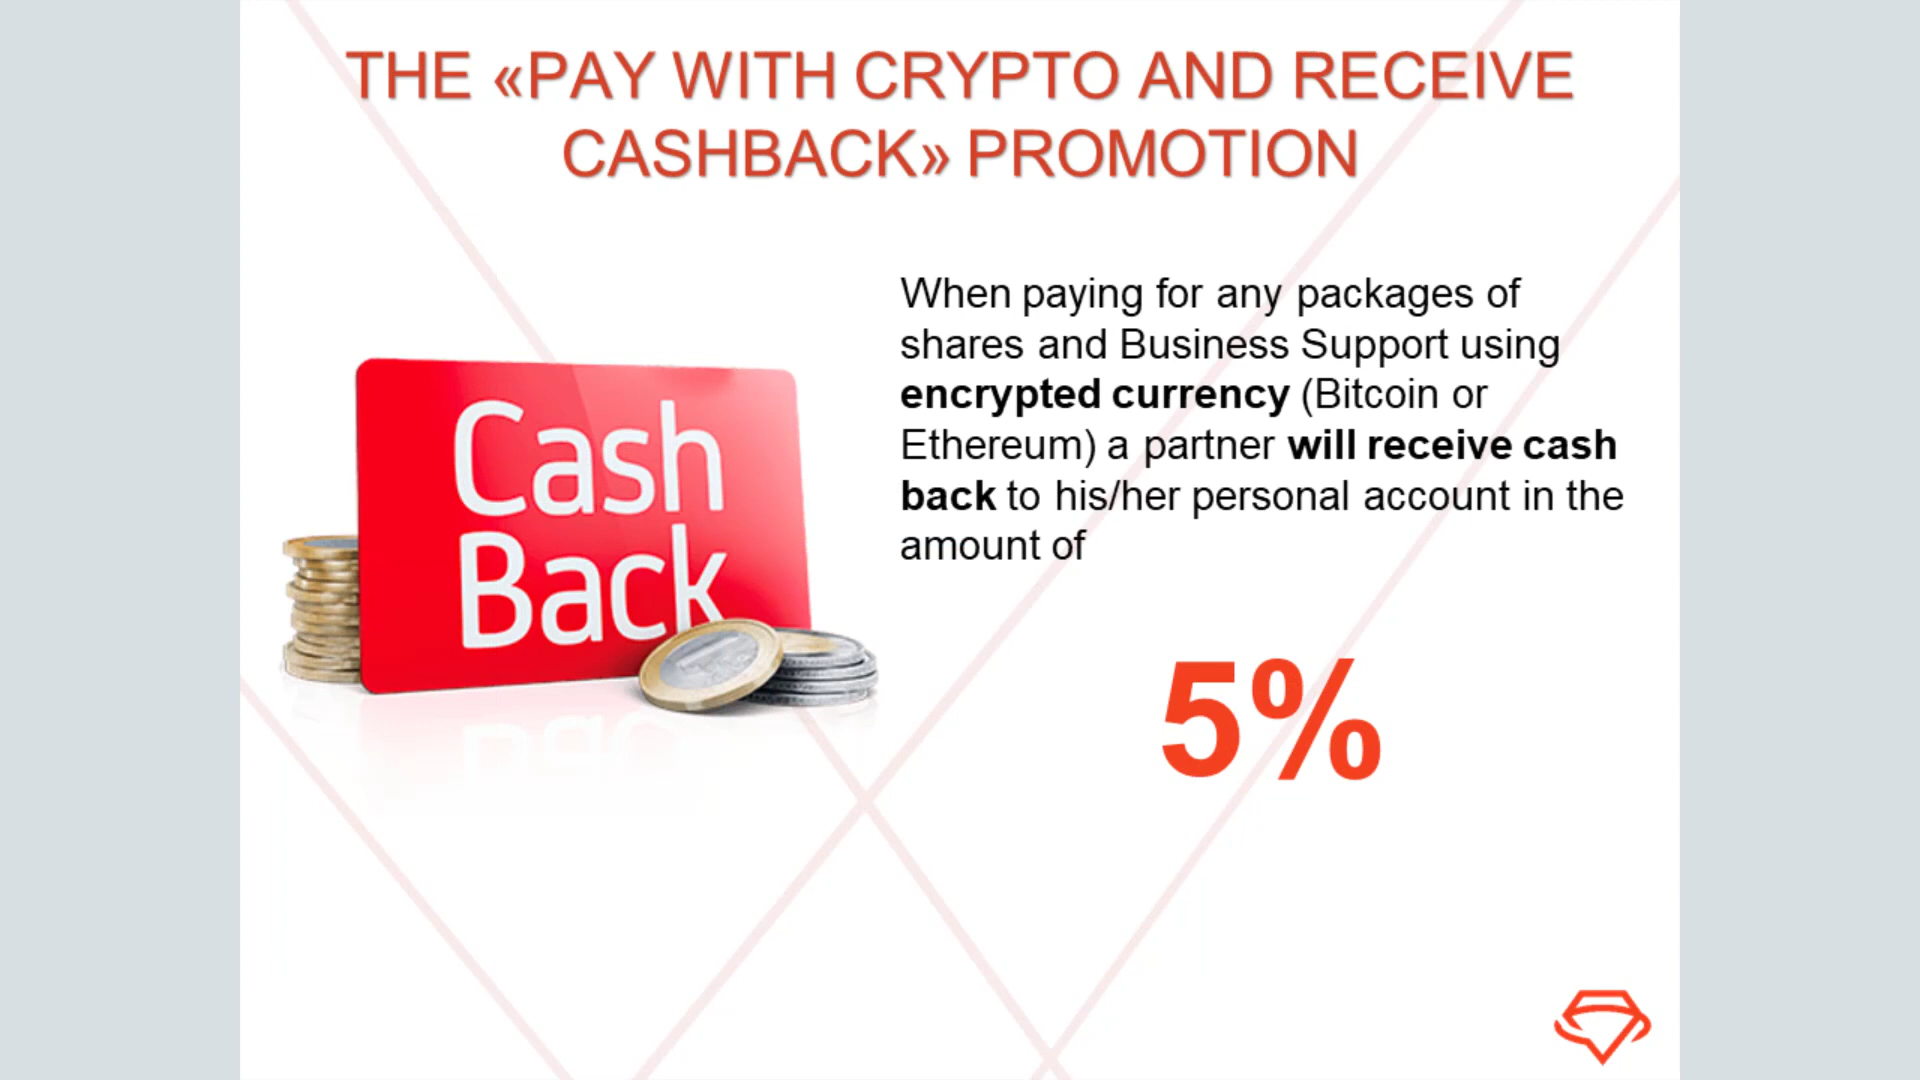 THE «PAY WITH CRYPTO AND RECEIVE
CASHBACK» PROMOTION
When paying for any packages of
shares and Business Support using
encrypted currency (Bitcoin or
Ethereum) a partner will receive cash
back to his/her personal account in the
amount of
Cash
Back
5%